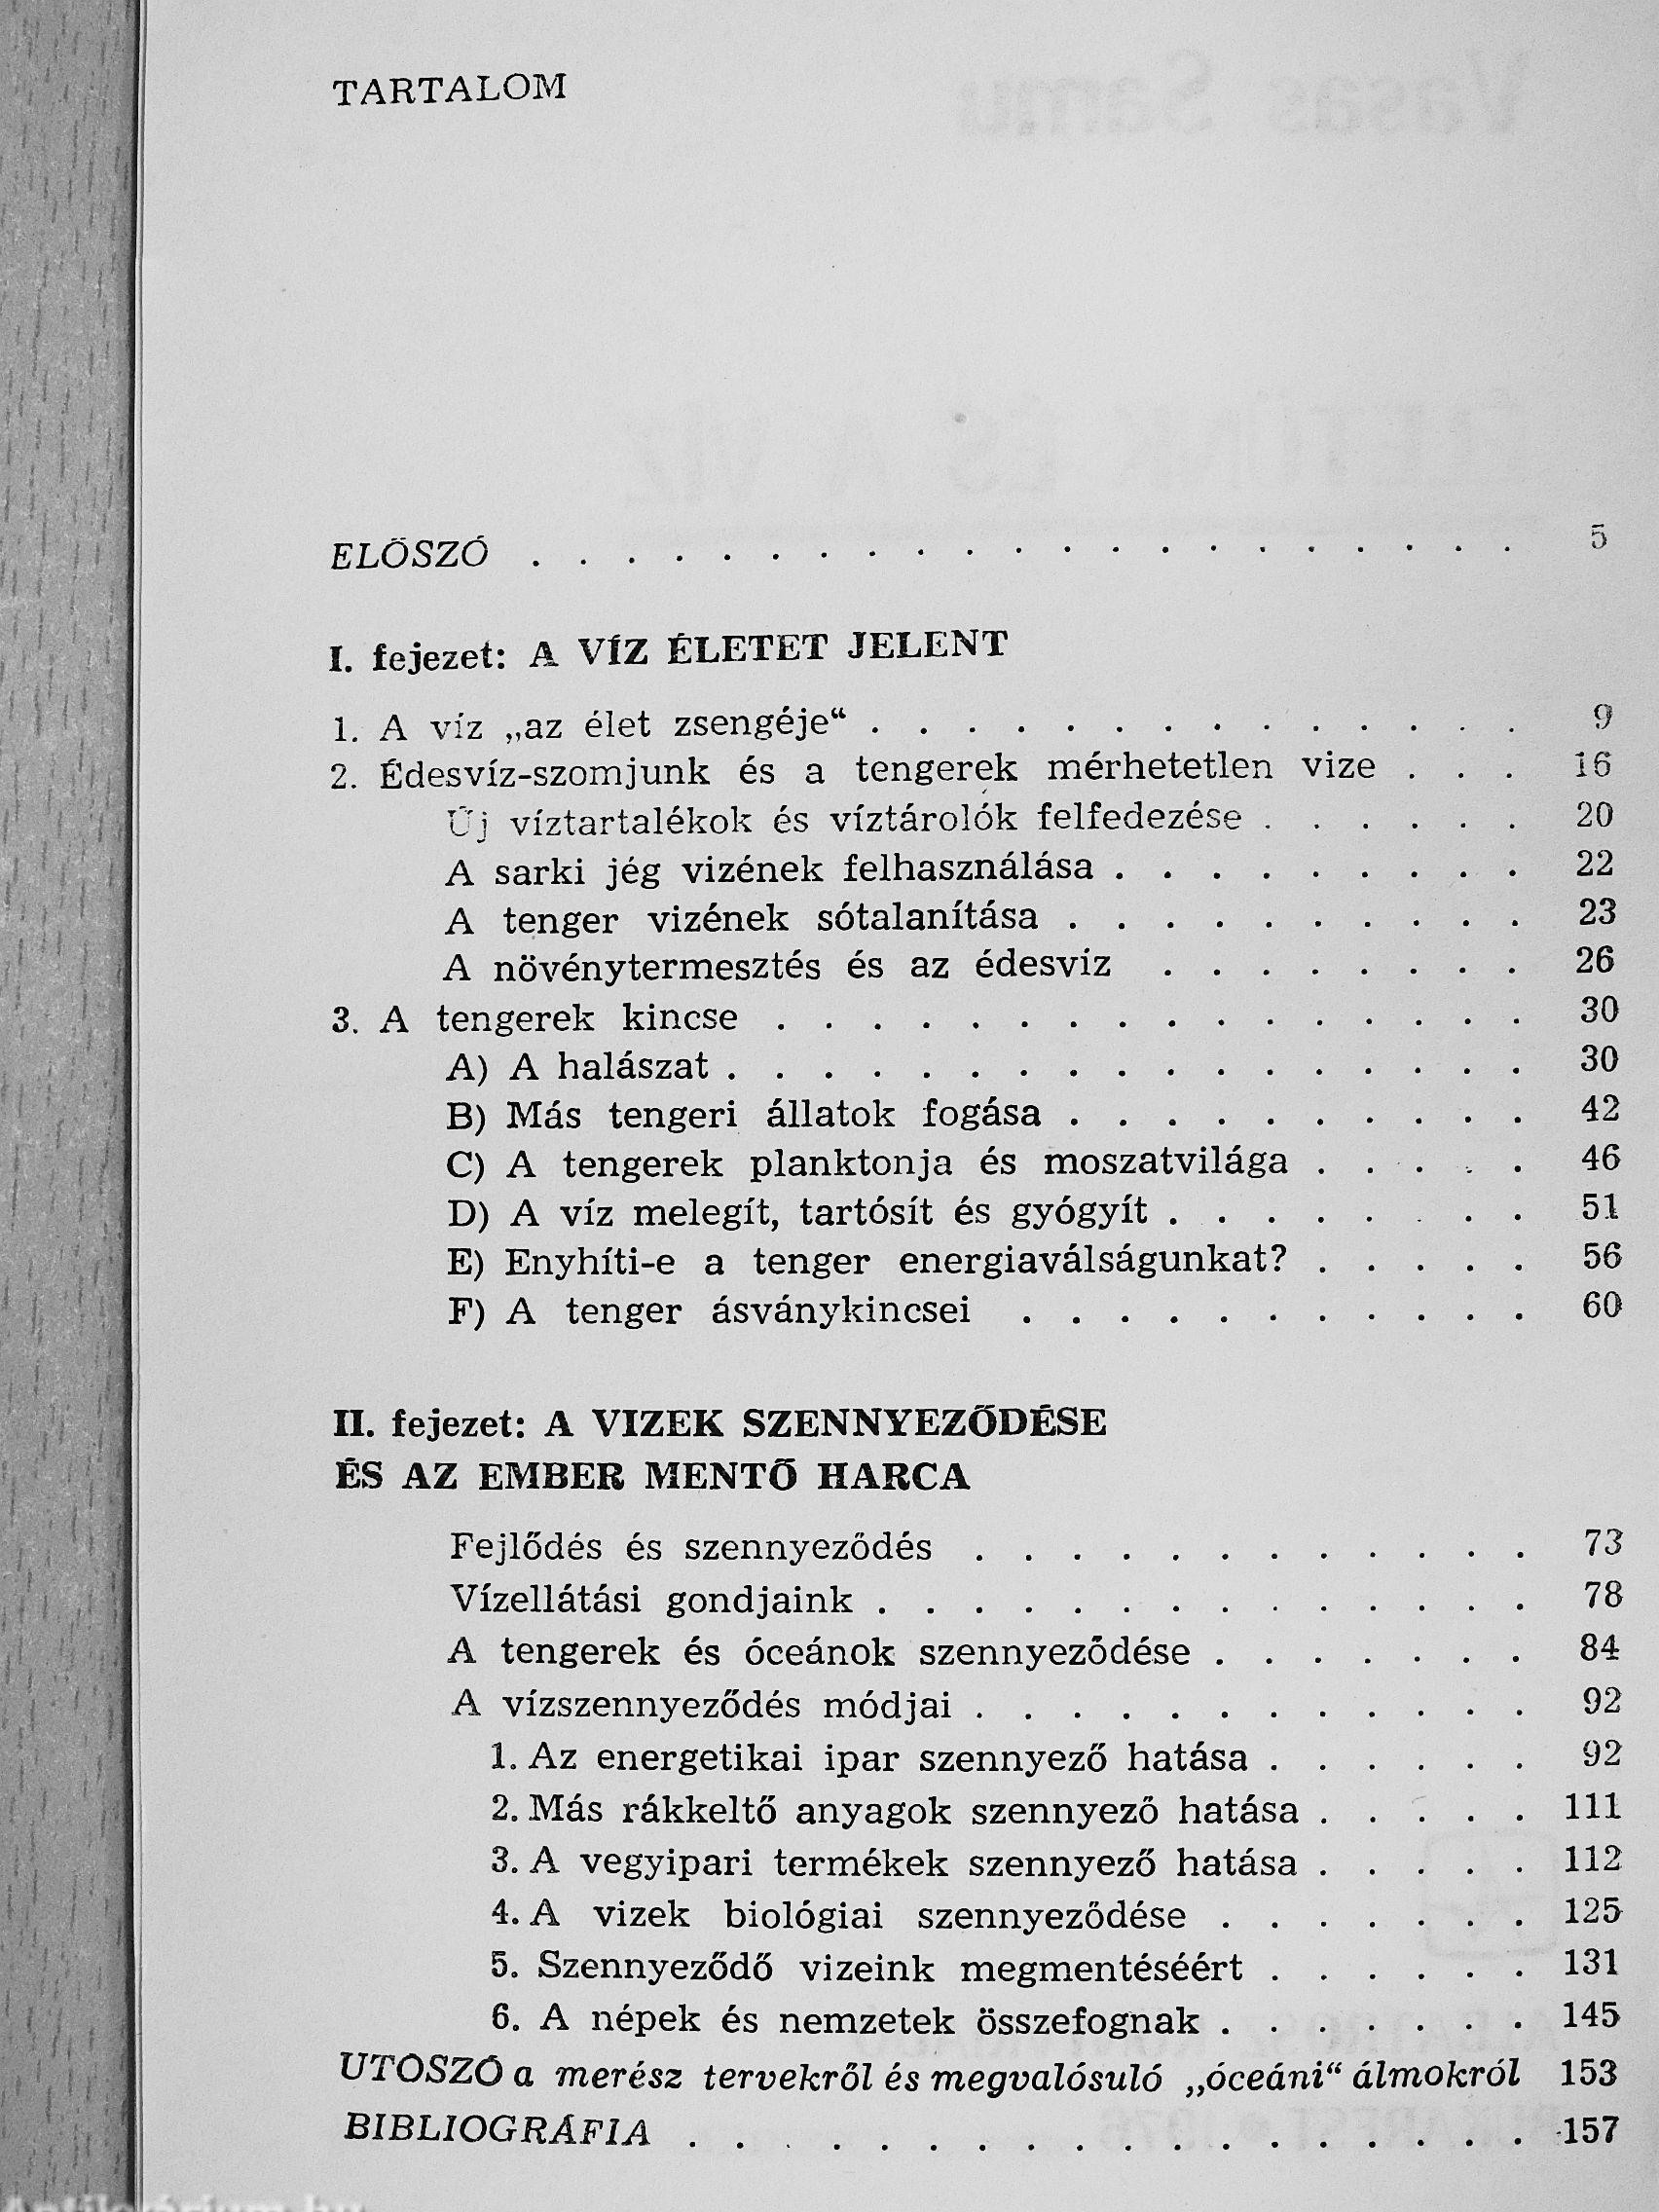 TARTALOM
ELŐSZÓ . . . . . . . . . . . . . . . . . . . . . 5
I. fejezet: A VÍZ ÉLETET JELENT
1. A víz „az élet zsengéje“ . . . . . . . . . . . . . . 9
2. Édesvíz-szomjunk és a tengerek mérhetetlen vize . . . 16
Új víztartalékok és víztárolók felfedezése . . . . . . 20
A sarki jég vizének felhasználása . . . . . . . . . 22
A tenger vizének sótalanítása . . . . . . . . . . 23
A növénytermesztés és az édesvíz . . . . . . . . 26
3. A tengerek kincse . . . . . . . . . . . . . . . . 30
A) A halászat . . . . . . . . . . . . . . . . . 30
B) Más tengeri állatok fogása . . . . . . . . . . 42
C) A tengerek planktonja és moszatvilága . . . . . 46
D) A víz melegít, tartósít és gyógyít . . . . . . . . 51
E) Enyhíti-e a tenger energiaválságunkat? . . . . . 56
F) A tenger ásványkincsei . . . . . . . . . . . 60
II. fejezet: A VIZEK SZENNYEZŐDÉSE
ÉS AZ EMBER MENTŐ HARCA
Fejlődés és szennyeződés . . . . . . . . . . . . 73
Vízellátási gondjaink . . . . . . . . . . . . . . 78
A tengerek és óceánok szennyeződése . . . . . . . 84
A vízszennyeződés módjai . . . . . . . . . . . . 92
1. Az energetikai ipar szennyező hatása . . . . . . 92
2. Más rákkeltő anyagok szennyező hatása . . . . . 111
3. A vegyipari termékek szennyező hatása . . . . . 112
4. A vizek biológiai szennyeződése . . . . . . . 125
5. Szennyeződő vizeink megmentéséért . . . . . . 131
6. A népek és nemzetek összefognak . . . . . . . 145
UTÓSZÓ a merész tervekről és megvalósuló „óceáni“ álmokról 153
BIBLIOGRÁFIA . . . . . . . . . . . . . . . . . . 157